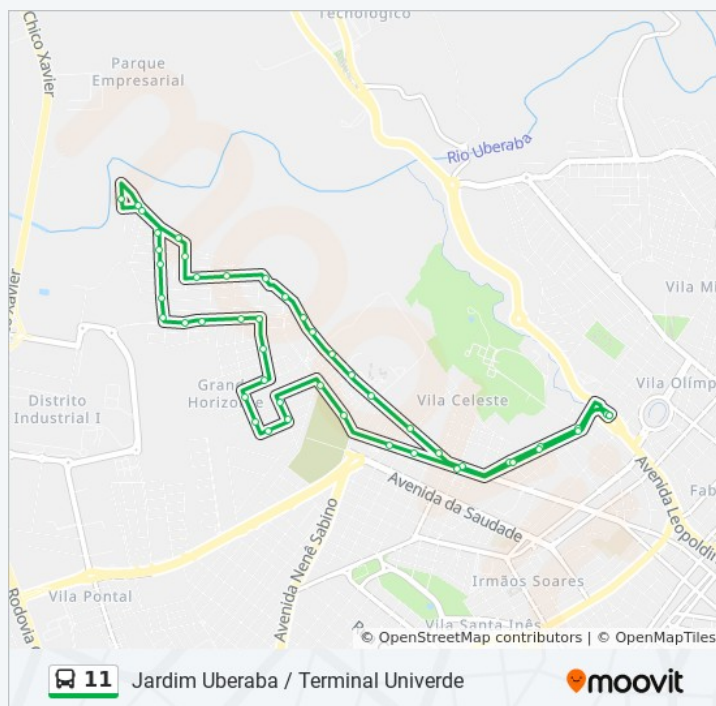 Tecnológico
Chico Xavier
Parque
Empresarial
Rio Uberaba
Xavier
Vila Mi
Distrito
Industrial I
Horizonte
Vila Celeste
Vila Olímp
Avenida Leopoldin
Fab
Avenida da Saudade
Avenida Nenê Sabino
Irmãos Soares
Vila Pontal
Rodovia
Vila Santa Inês
© OpenStreetMap contributors | © OpenMapTiles
11 Jardim Uberaba / Terminal Univerde
moovit